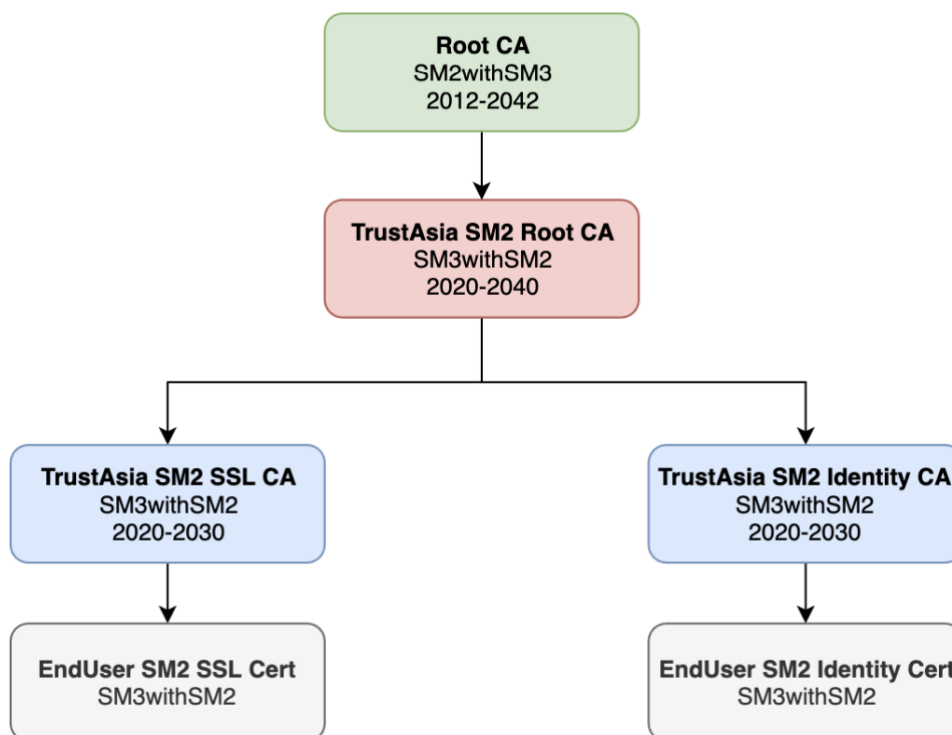 Root CA
SM2withSM3
2012-2042
TrustAsia SM2 Root CA
SM3withSM2
2020-2040
TrustAsia SM2 SSL CA
SM3withSM2
2020-2030
TrustAsia SM2 Identity CA
SM3withSM2
2020-2030
EndUser SM2 SSL Cert
SM3withSM2
EndUser SM2 Identity Cert
SM3withSM2